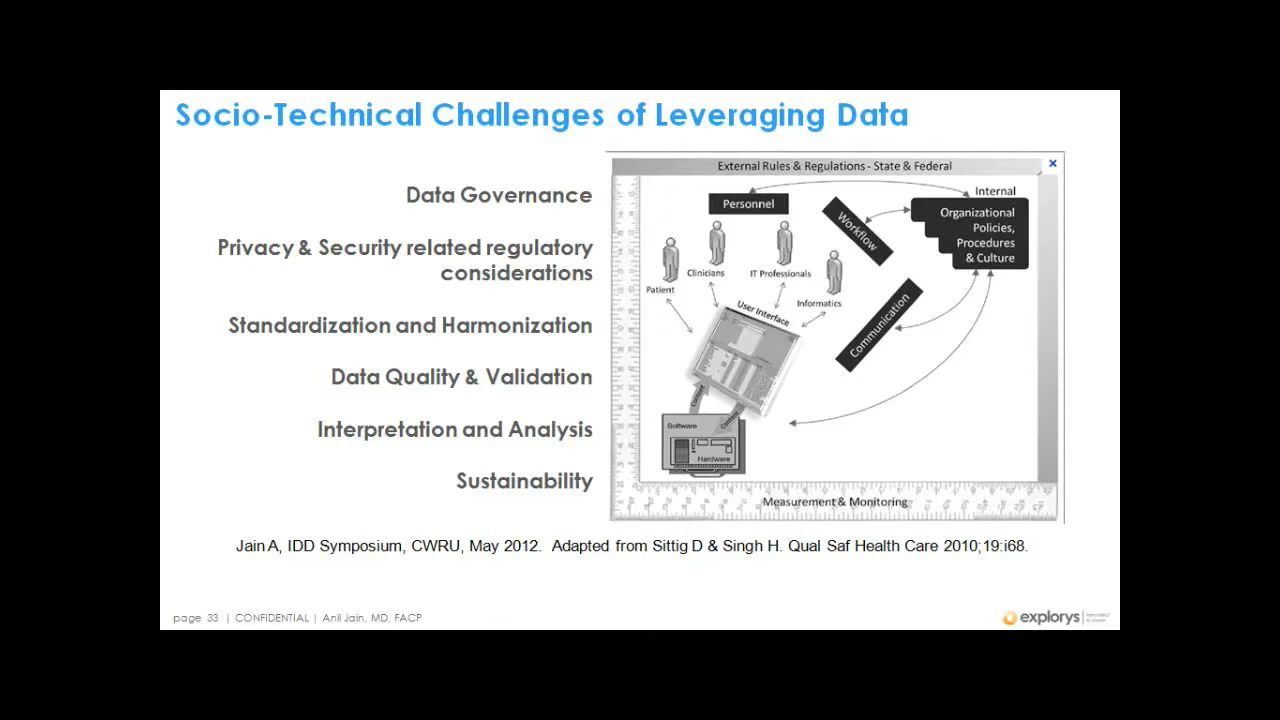 Socio-Technical Challenges of Leveraging Data
Data Governance
Privacy & Security related regulatory
considerations
Standardization and Harmonization
Data Quality & Validation
Interpretation and Analysis
Sustainability
External Rules & Regulations - State & Federal
Personnel
Workflow
Internal
Organizational
Policies,
Procedures
& Culture
Clinicians
IT Professionals
Patient
Informatics
User Interface
Communication
Content
Content
Software
Hardware
Measurement & Monitoring
Jain A, IDD Symposium, CWRU, May 2012. Adapted from Sittig D & Singh H. Qual Saf Health Care 2010;19:i68.
page 33 | CONFIDENTIAL | Anil Jain, MD, FACP
explorys